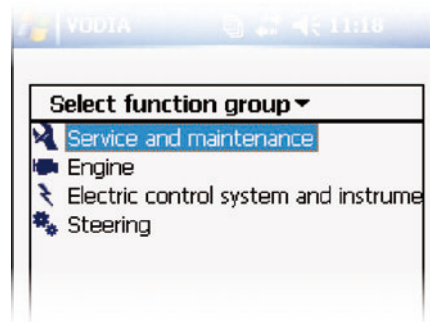 VODIA 11:18
Select function group
Service and maintenance
Engine
Electric control system and instrume
Steering